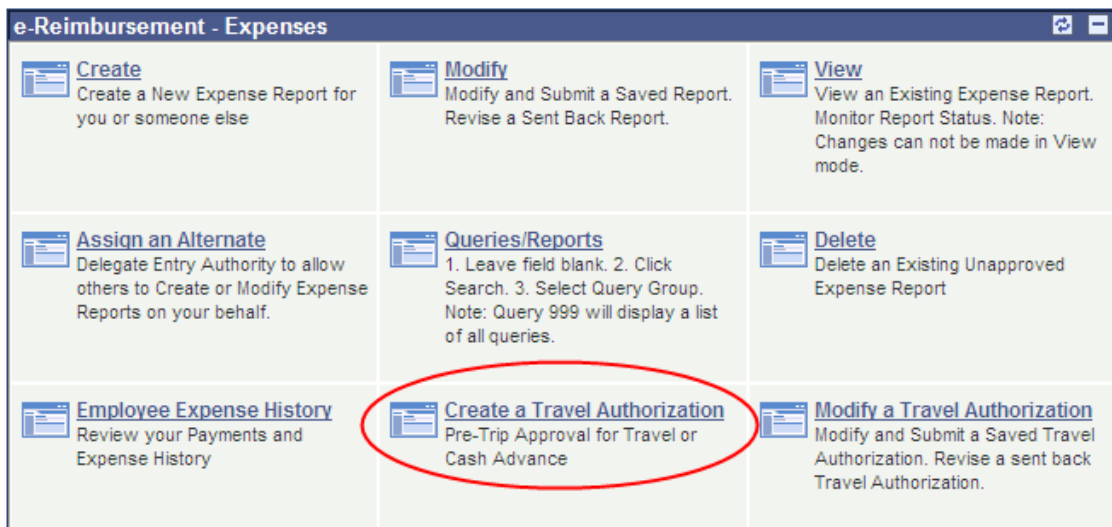 e-Reimbursement - Expenses
Create
Create a New Expense Report for
you or someone else
Modify
Modify and Submit a Saved Report.
Revise a Sent Back Report.
View
View an Existing Expense Report.
Monitor Report Status. Note:
Changes can not be made in View
mode.
Assign an Alternate
Delegate Entry Authority to allow
others to Create or Modify Expense
Reports on your behalf.
Queries/Reports
1. Leave field blank. 2. Click
Search. 3. Select Query Group.
Note: Query 999 will display a list
of all queries.
Delete
Delete an Existing Unapproved
Expense Report
Employee Expense History
Review your Payments and
Expense History
Create a Travel Authorization
Pre-Trip Approval for Travel or
Cash Advance
Modify a Travel Authorization
Modify and Submit a Saved Travel
Authorization. Revise a sent back
Travel Authorization.